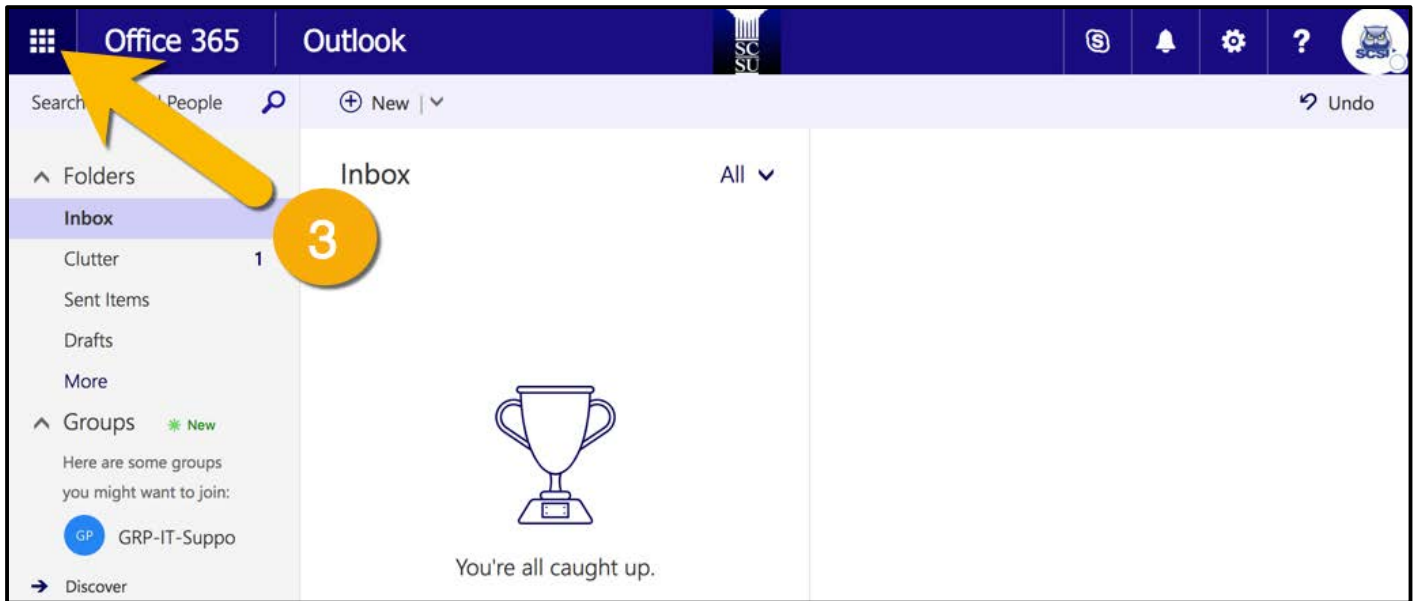 Office 365
Outlook
SC
SU
?
SCSU
Search People
New
Undo
Folders
Inbox
All
Inbox
3
Clutter 1
Sent Items
Drafts
More
Groups New
Here are some groups
you might want to join:
GP GRP-IT-Suppo
Discover
You're all caught up.